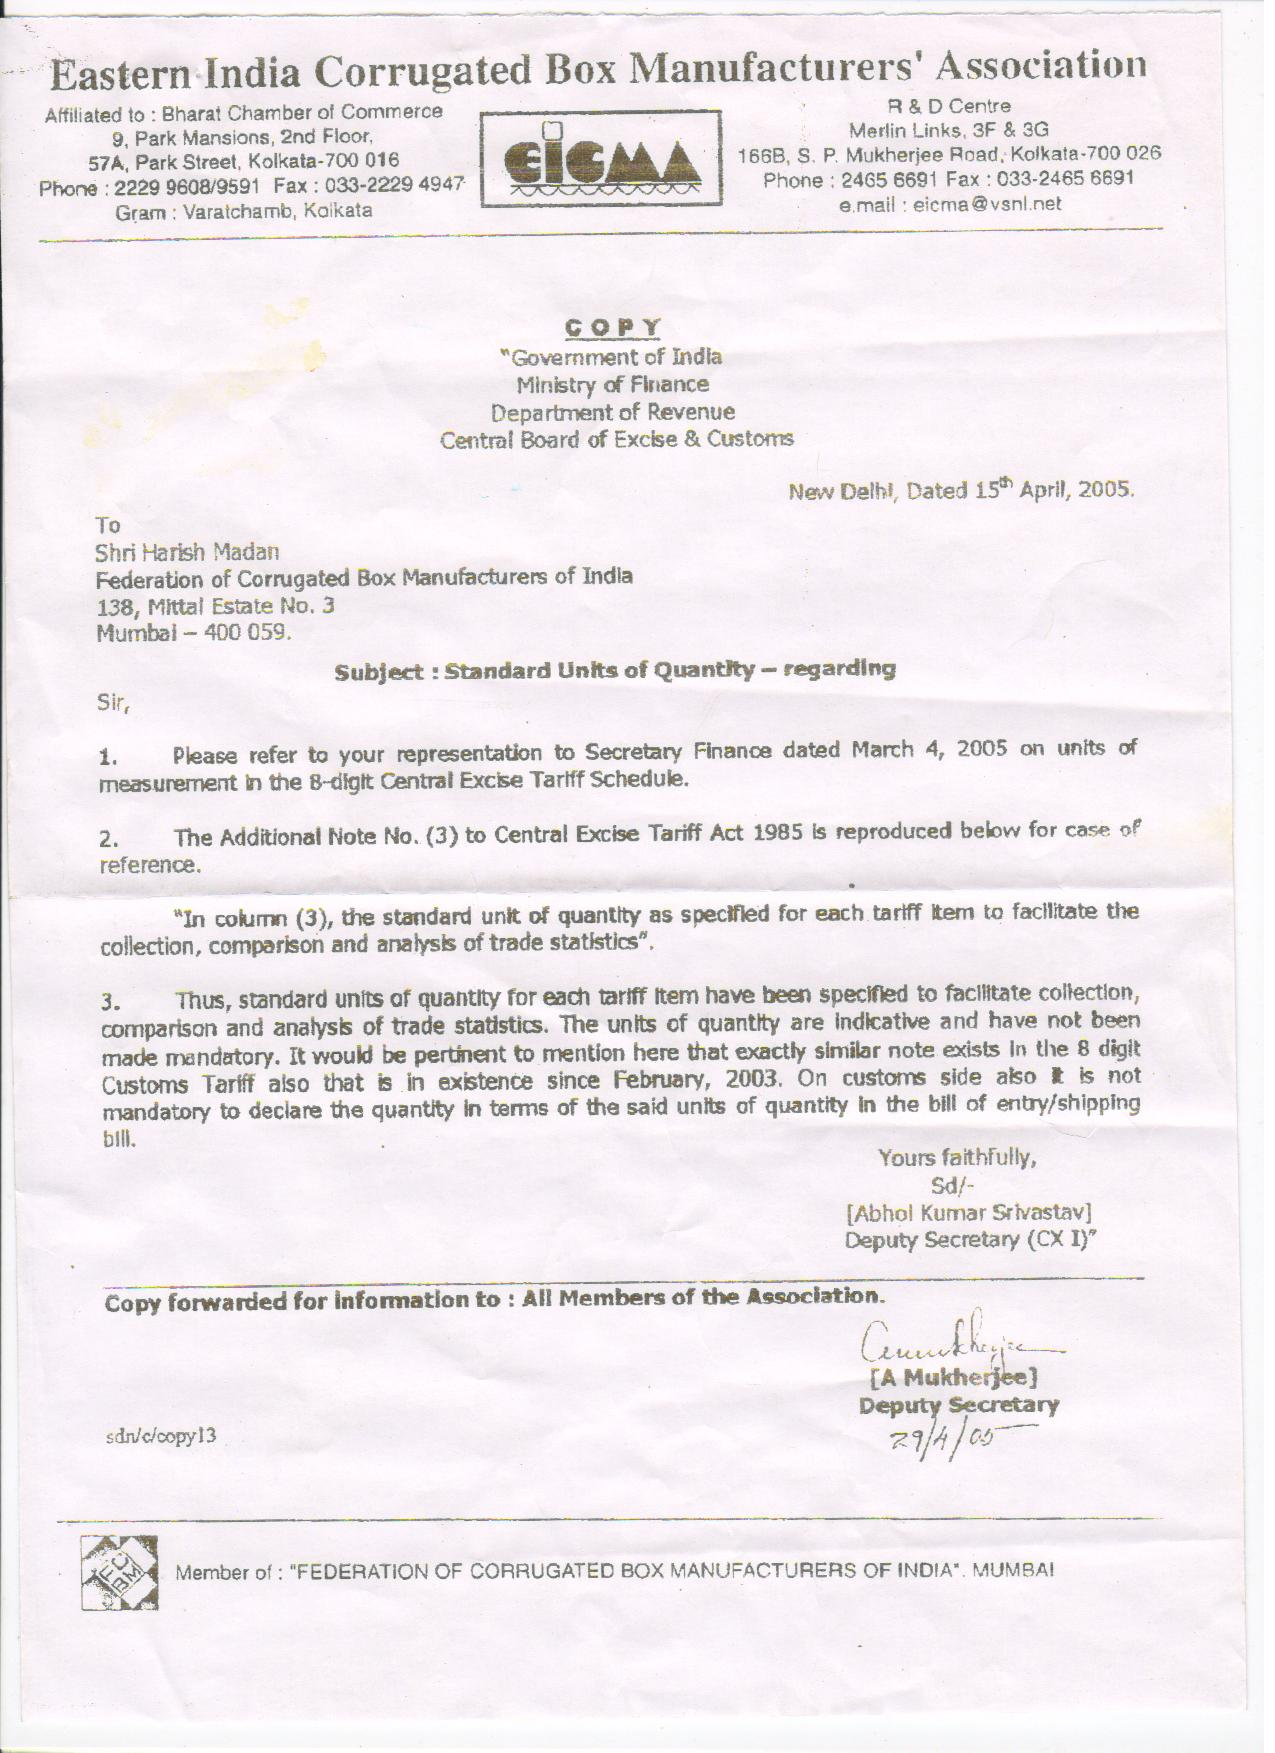 Eastern India Corrugated Box Manufacturers' Association
Affiliated to : Bharat Chamber of Commerce
9, Park Mansions, 2nd Floor,
57A, Park Street, Kolkata-700 016
Phone : 2229 9608/9591 Fax : 033-2229 4947
Gram : Varatchamb, Kolkata
eicma
R & D Centre
Merlin Links, 3F & 3G
166B, S. P. Mukherjee Road, Kolkata-700 026
Phone : 2465 6691 Fax : 033-2465 6691
e.mail : eicma@vsnl.net
COPY
"Government of India
Ministry of Finance
Department of Revenue
Central Board of Excise & Customs
New Delhi, Dated 15th April, 2005.
To
Shri Harish Madan
Federation of Corrugated Box Manufacturers of India
138, Mittal Estate No. 3
Mumbai – 400 059.
Subject : Standard Units of Quantity – regarding
Sir,
1. Please refer to your representation to Secretary Finance dated March 4, 2005 on units of
measurement in the 8-digit Central Excise Tariff Schedule.
2. The Additional Note No. (3) to Central Excise Tariff Act 1985 is reproduced below for case of
reference.
"In column (3), the standard unit of quantity as specified for each tariff item to facilitate the
collection, comparison and analysis of trade statistics".
3. Thus, standard units of quantity for each tariff item have been specified to facilitate collection,
comparison and analysis of trade statistics. The units of quantity are indicative and have not been
made mandatory. It would be pertinent to mention here that exactly similar note exists in the 8 digit
Customs Tariff also that is in existence since February, 2003. On customs side also it is not
mandatory to declare the quantity in terms of the said units of quantity in the bill of entry/shipping
bill.
Yours faithfully,
Sd/-
[Abhol Kumar Srivastav]
Deputy Secretary (CX I)"
Copy forwarded for information to : All Members of the Association.
[A Mukherjee]
Deputy Secretary
29/4/05
sdn/c/copy13
FCBM
Member of : "FEDERATION OF CORRUGATED BOX MANUFACTURERS OF INDIA". MUMBAI